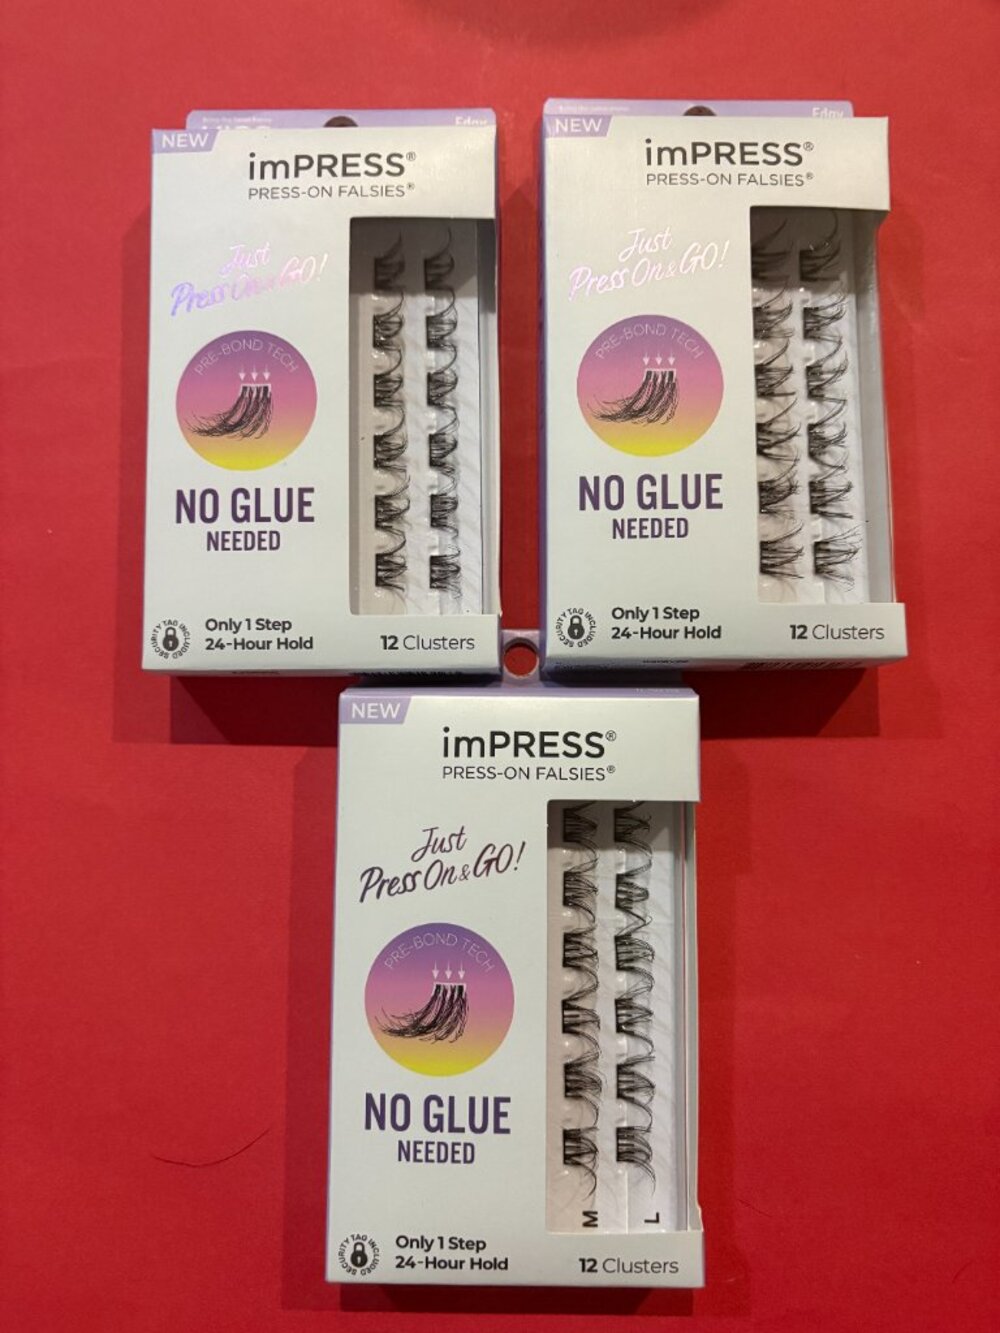 NEW
imPRESS®
PRESS-ON FALSIES®
Just
Press On & GO!
PRE-BOND TECH
NO GLUE
NEEDED
SECURITY TAG INCLUDED
Only 1 Step
24-Hour Hold
12 Clusters
Edgy
NEW
imPRESS®
PRESS-ON FALSIES®
Just
Press On & GO!
PRE-BOND TECH
NO GLUE
NEEDED
SECURITY TAG INCLUDED
Only 1 Step
24-Hour Hold
12 Clusters
NEW
imPRESS®
PRESS-ON FALSIES®
Just
Press On & GO!
PRE-BOND TECH
NO GLUE
NEEDED
M
L
SECURITY TAG INCLUDED
Only 1 Step
24-Hour Hold
12 Clusters